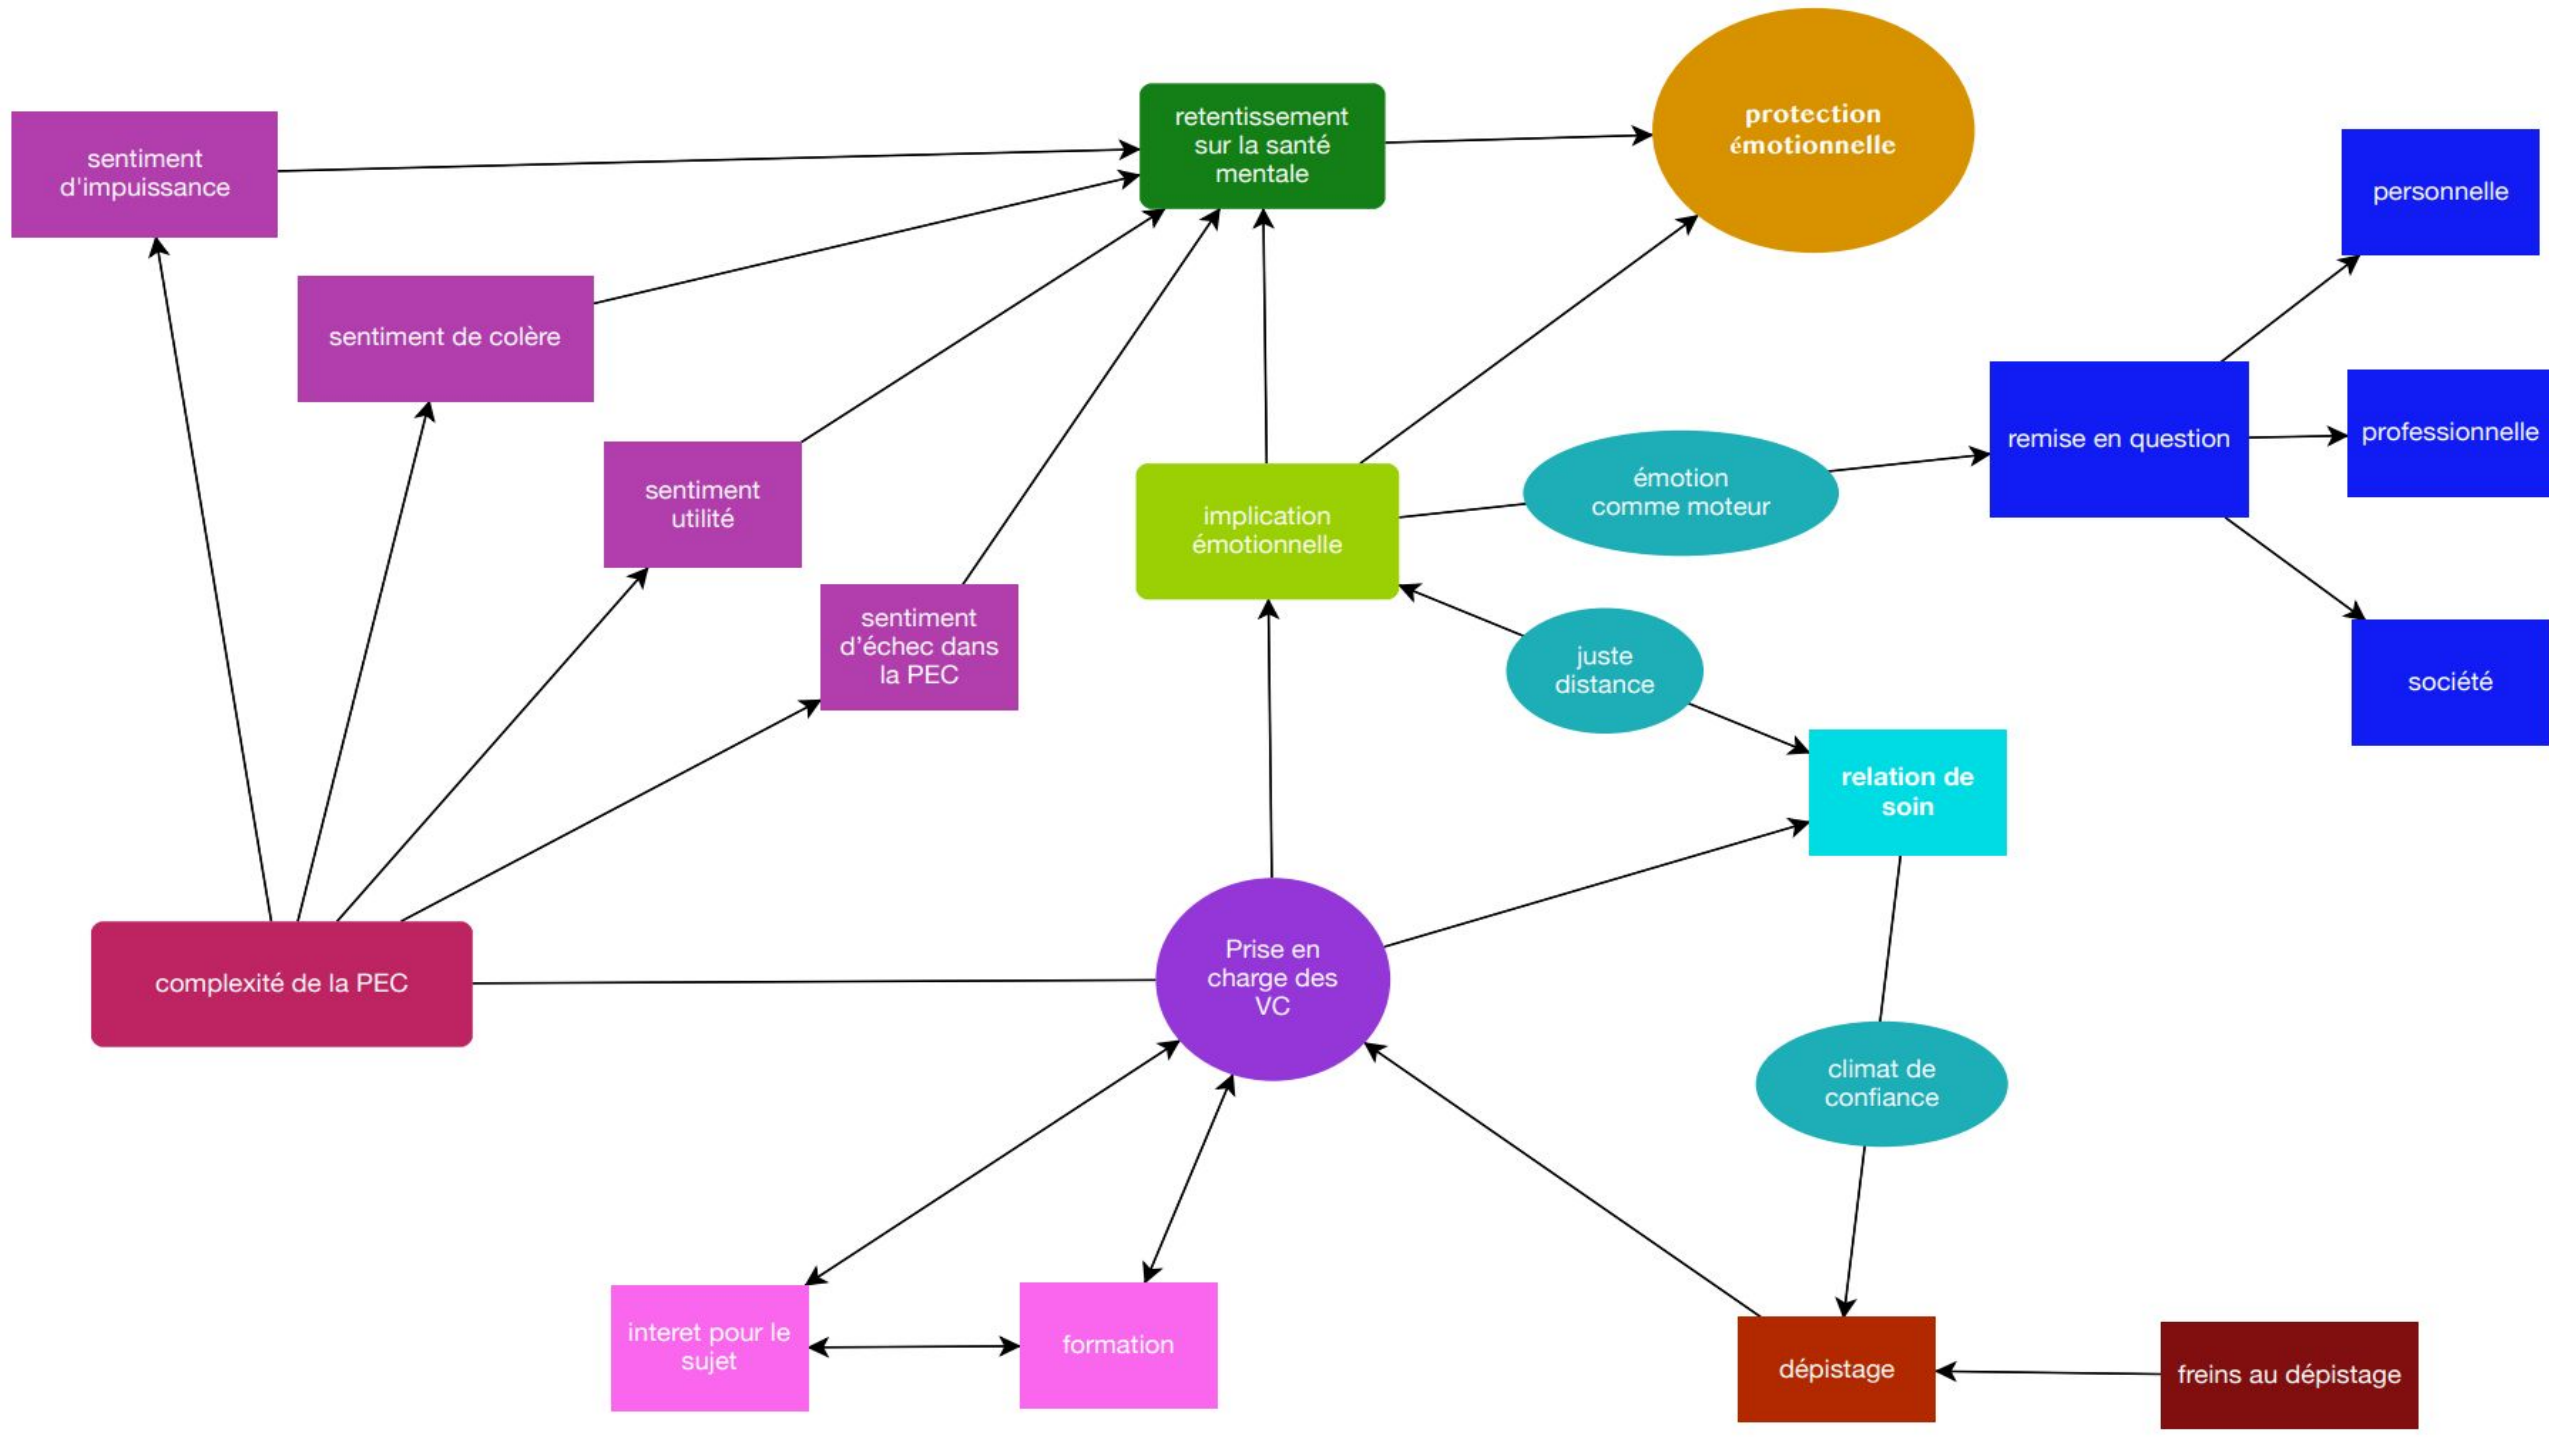 sentiment
d'impuissance
retentissement
sur la santé
mentale
protection
émotionnelle
personnelle
sentiment de colère
professionnelle
remise en question
sentiment
utilité
émotion
comme moteur
implication
émotionnelle
sentiment
d’échec dans
la PEC
juste
distance
société
relation de
soin
complexité de la PEC
Prise en
charge des
VC
climat de
confiance
interet pour le
sujet
formation
dépistage
freins au dépistage